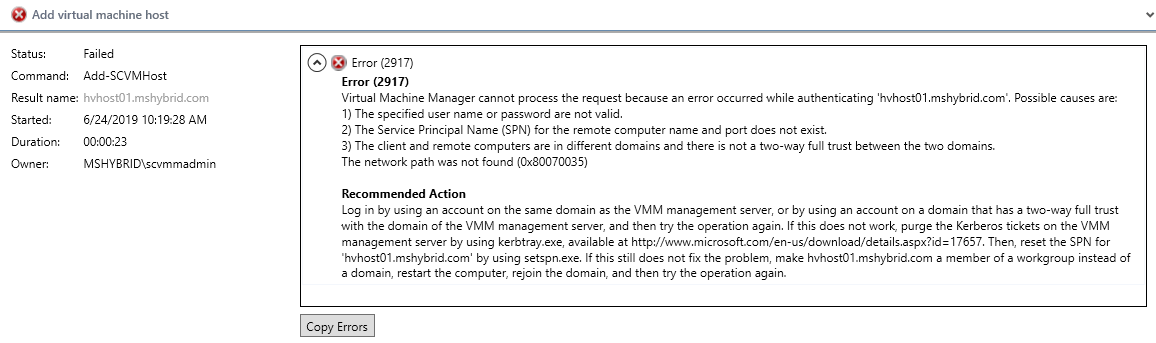 Add virtual machine host
Status: Failed
Command: Add-SCVMHost
Result name: hvhost01.mshybrid.com
Started: 6/24/2019 10:19:28 AM
Duration: 00:00:23
Owner: MSHYBRID\scvmmadmin
Error (2917)
Error (2917)
Virtual Machine Manager cannot process the request because an error occurred while authenticating 'hvhost01.mshybrid.com'. Possible causes are:
1) The specified user name or password are not valid.
2) The Service Principal Name (SPN) for the remote computer name and port does not exist.
3) The client and remote computers are in different domains and there is not a two-way full trust between the two domains.
The network path was not found (0x80070035)
Recommended Action
Log in by using an account on the same domain as the VMM management server, or by using an account on a domain that has a two-way full trust
with the domain of the VMM management server, and then try the operation again. If this does not work, purge the Kerberos tickets on the VMM
management server by using kerbtray.exe, available at http://www.microsoft.com/en-us/download/details.aspx?id=17657. Then, reset the SPN for
'hvhost01.mshybrid.com' by using setspn.exe. If this still does not fix the problem, make hvhost01.mshybrid.com a member of a workgroup instead of
a domain, restart the computer, rejoin the domain, and then try the operation again.
Copy Errors